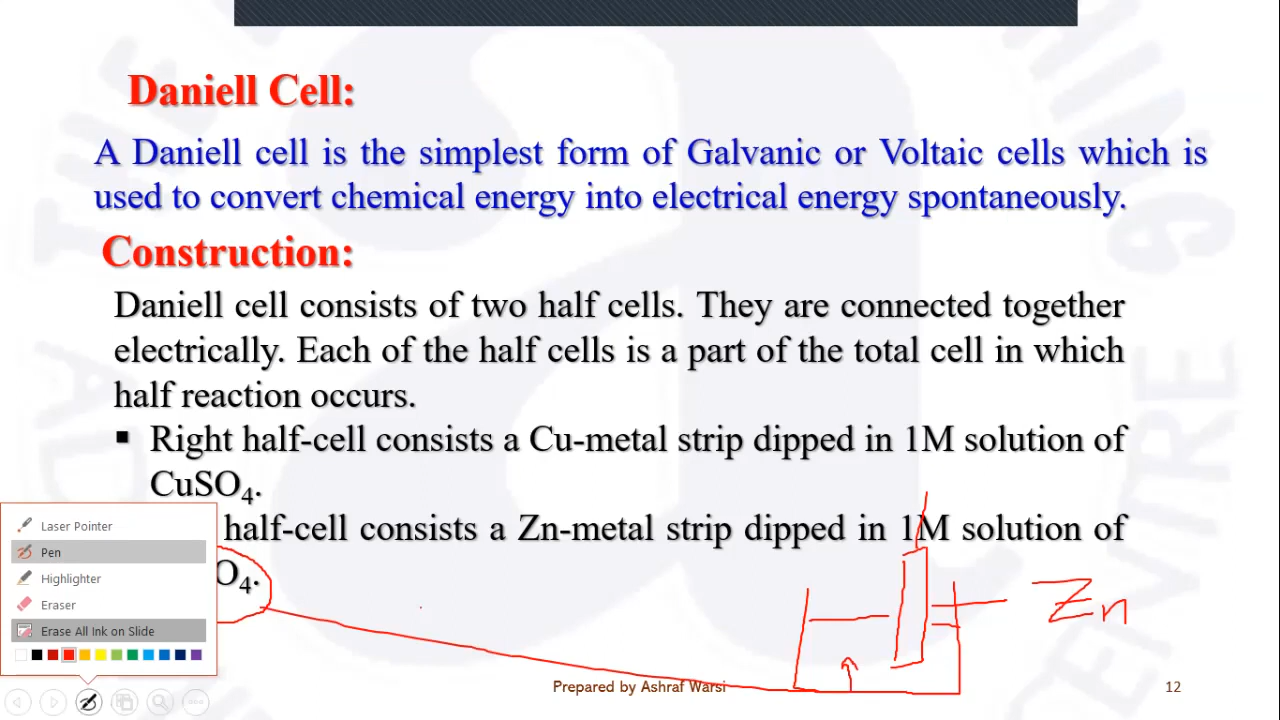 Daniell Cell:
A Daniell cell is the simplest form of Galvanic or Voltaic cells which is
used to convert chemical energy into electrical energy spontaneously.
Construction:
Daniell cell consists of two half cells. They are connected together
electrically. Each of the half cells is a part of the total cell in which
half reaction occurs.
▪ Right half-cell consists a Cu-metal strip dipped in 1M solution of
CuSO₄.
half-cell consists a Zn-metal strip dipped in 1M solution of
O₄.
Laser Pointer
Pen
Highlighter
Eraser
Erase All Ink on Slide
Zn
Prepared by Ashraf Warsi
12